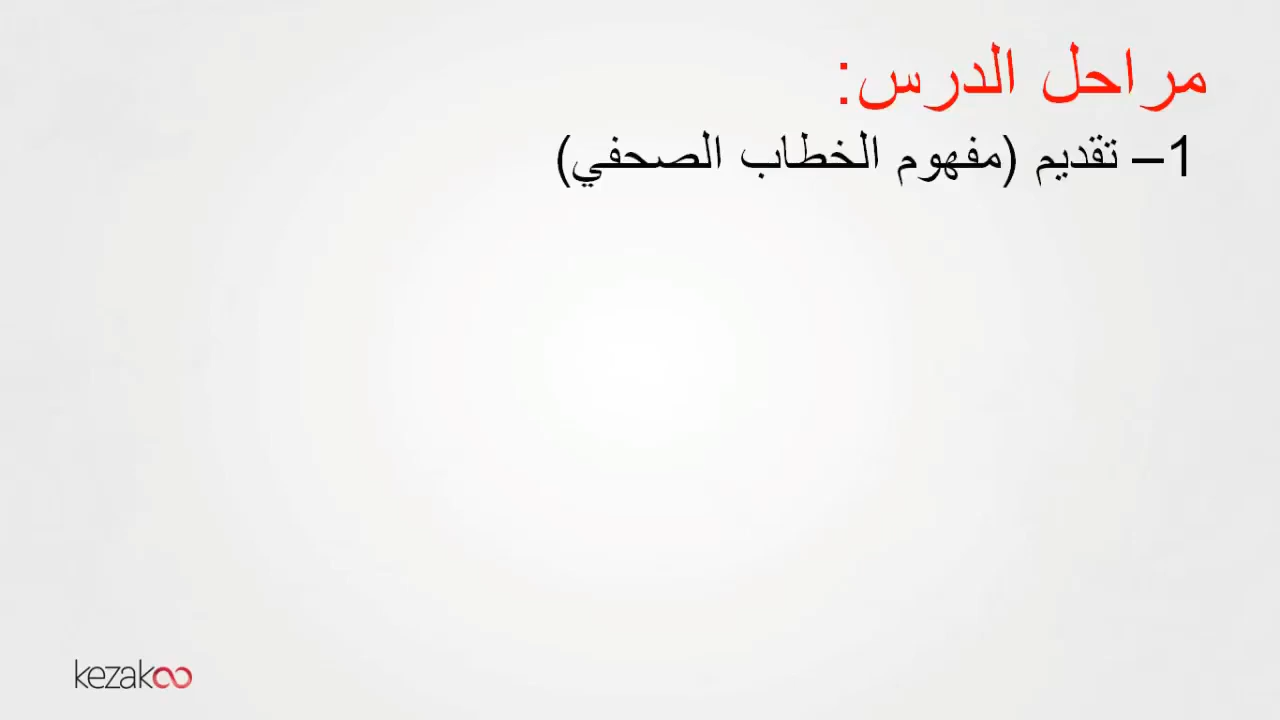 مراحل الدرس:
1– تقديم (مفهوم الخطاب الصحفي)
kezakoo